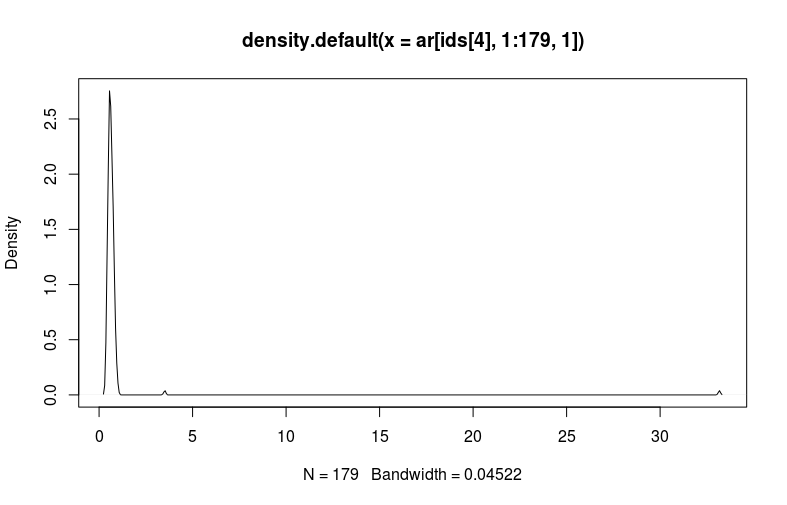 density.default(x = ar[ids[4], 1:179, 1])
Density
2.5
2.0
1.5
1.0
0.5
0.0
0 5 10 15 20 25 30
N = 179 Bandwidth = 0.04522